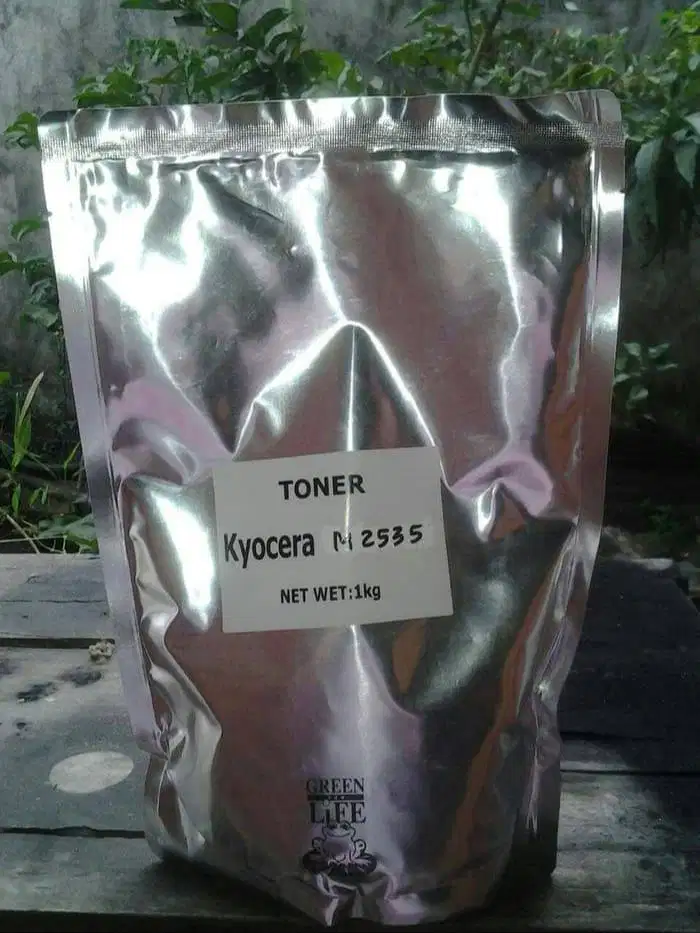 TONER
Kyocera M 2535
NET WET:1kg
GREEN
LiFE